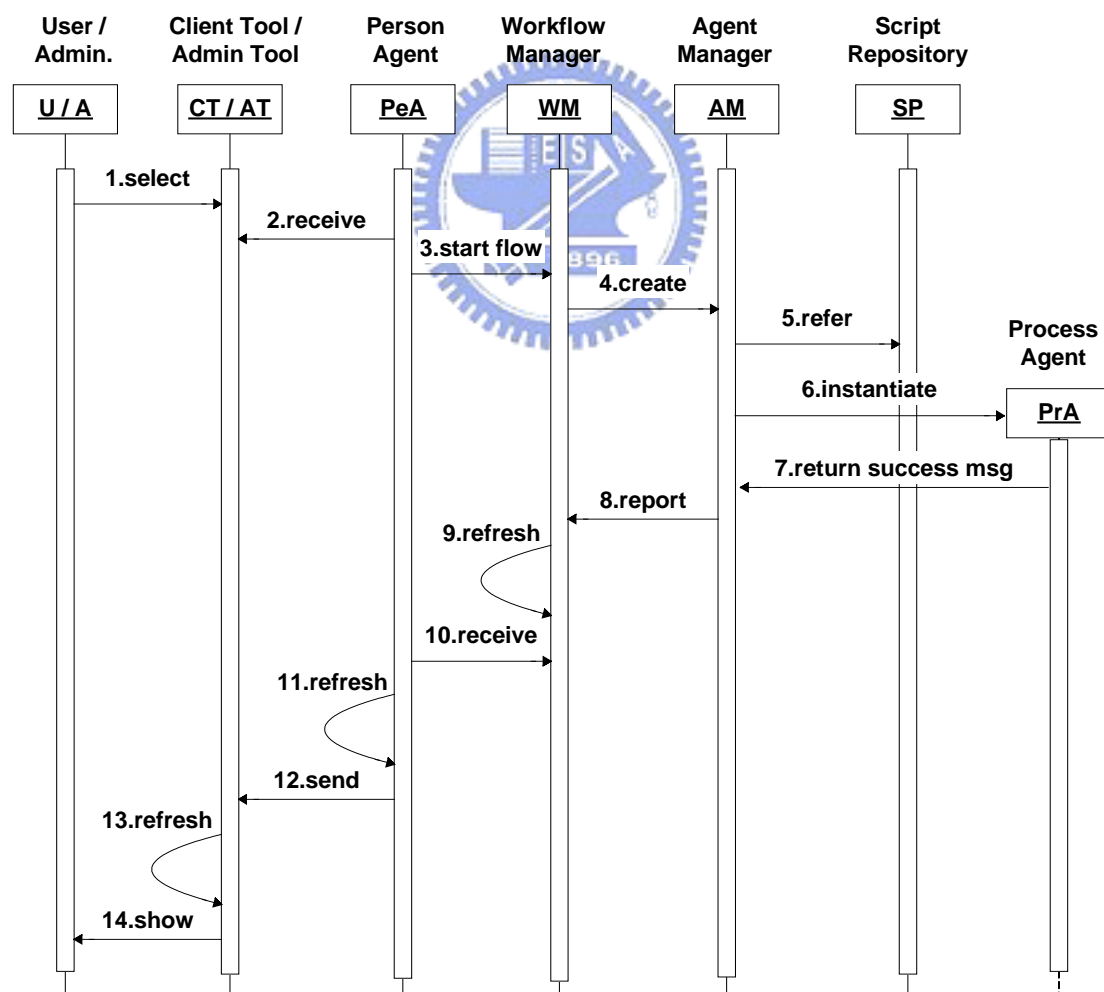 User /
Admin.
Client Tool /
Admin Tool
Person
Agent
Workflow
Manager
Agent
Manager
Script
Repository
U / A
CT / AT
PeA
WM
AM
SP
E S A
1.select
2.receive
3.start flow
1896
4.create
5.refer
Process
Agent
6.instantiate
PrA
7.return success msg
8.report
9.refresh
10.receive
11.refresh
12.send
13.refresh
14.show